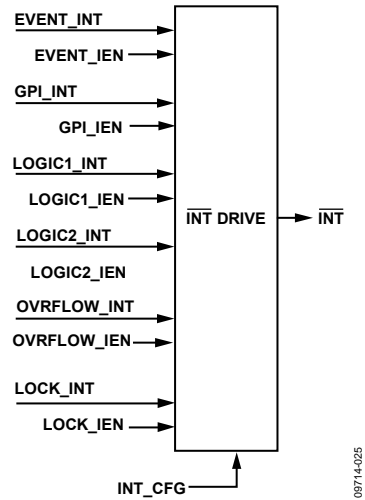 EVENT_INT
EVENT_IEN
GPI_INT
GPI_IEN
LOGIC1_INT
LOGIC1_IEN
INT DRIVE
INT
LOGIC2_INT
LOGIC2_IEN
OVRFLOW_INT
OVRFLOW_IEN
LOCK_INT
LOCK_IEN
INT_CFG
09714-025